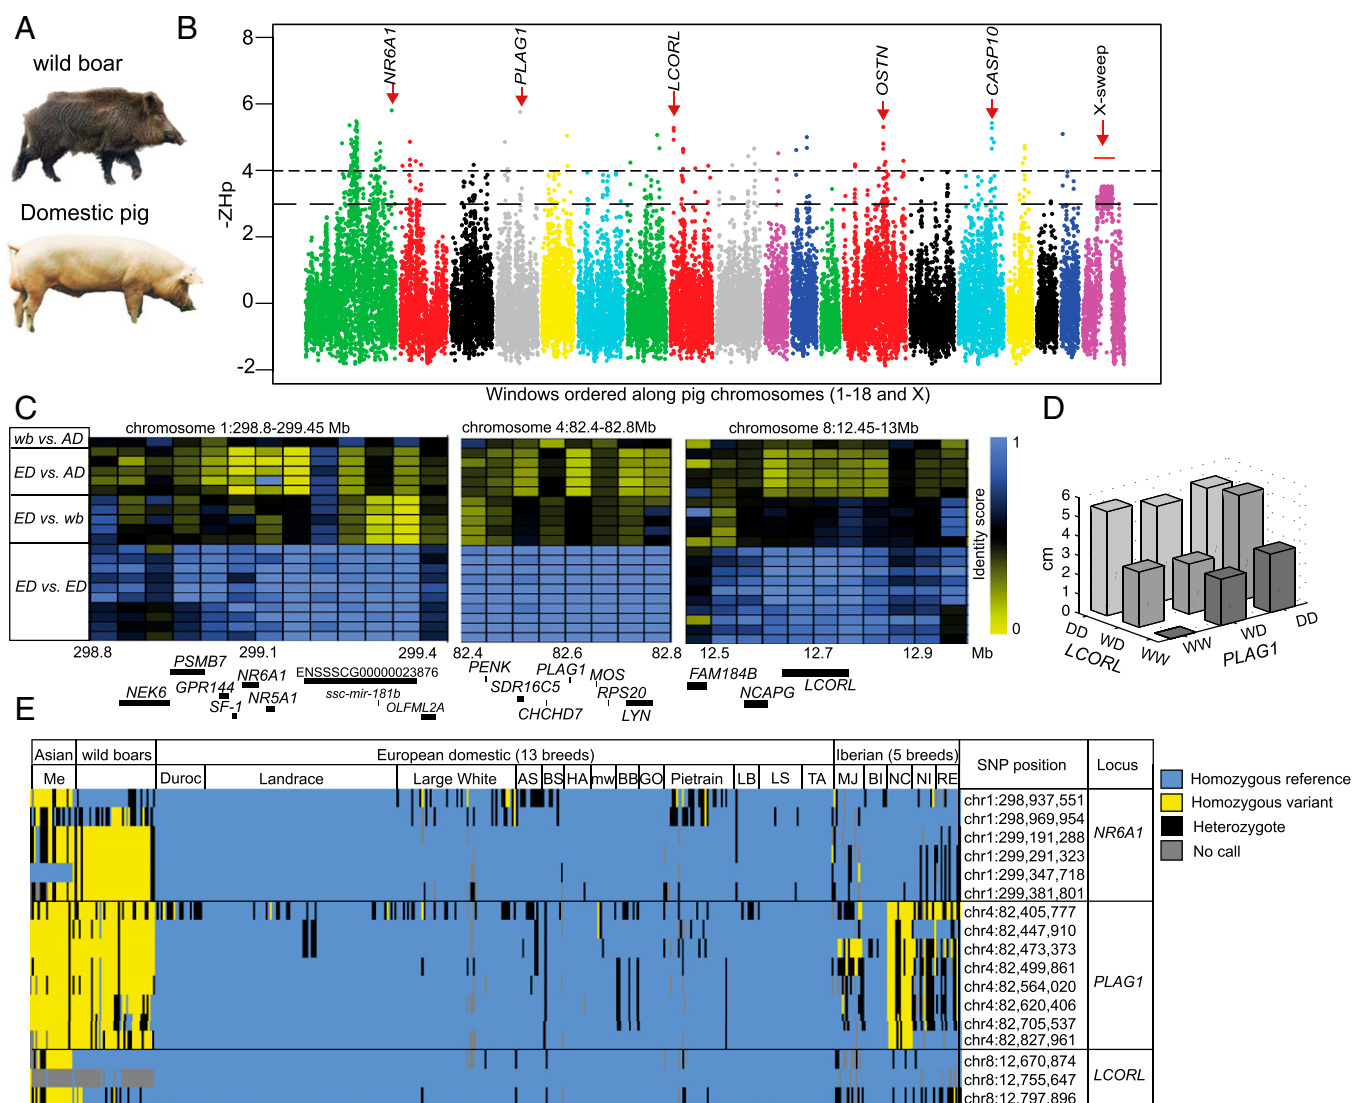 A
wild boar
Domestic pig
B
8
6
4
2
0
-2
-ZHp
NR6A1
PLAG1
LCORL
OSTN
CASP10
X-sweep
Windows ordered along pig chromosomes (1-18 and X)
C
chromosome 1:298.8-299.45 Mb
chromosome 4:82.4-82.8Mb
chromosome 8:12.45-13Mb
wb vs. AD
ED vs. AD
ED vs. wb
ED vs. ED
1
Identity score
0
298.8 299.1 299.4 82.4 82.6 82.8 12.5 12.7 12.9 Mb
PSMB7
NEK6
GPR144
SF-1
NR6A1
NR5A1
ENSSSCG00000023876
ssc-mir-181b
OLFML2A
PENK
SDR16C5
CHCHD7
PLAG1
MOS
RPS20
LYN
FAM184B
NCAPG
LCORL
D
6
5
4
3
2
1
0
cm
DD WD WW
LCORL
WW WD DD
PLAG1
E
Asian wild boars European domestic (13 breeds) Iberian (5 breeds) SNP position Locus
Me Duroc Landrace Large White AS BS HA mw BB GO Pietrain LB LS TA MJ BI NC NI RE
chr1:298,937,551
chr1:298,969,954
chr1:299,191,288
chr1:299,291,323
chr1:299,347,718
chr1:299,381,801
NR6A1
chr4:82,405,777
chr4:82,447,910
chr4:82,473,373
chr4:82,499,861
chr4:82,564,020
chr4:82,620,406
chr4:82,705,537
chr4:82,827,961
PLAG1
chr8:12,670,874
chr8:12,755,647
chr8:12,797,896
LCORL
Homozygous reference
Homozygous variant
Heterozygote
No call